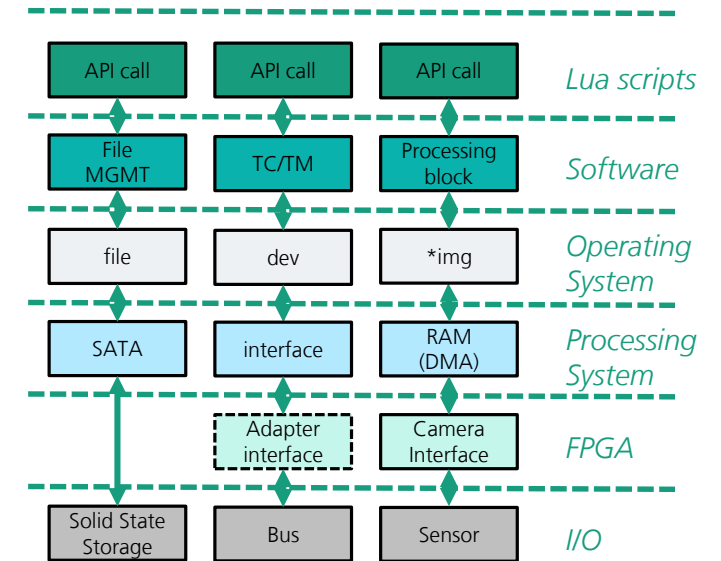 API call
API call
API call
Lua scripts
File
MGMT
TC/TM
Processing
block
Software
file
dev
*img
Operating
System
SATA
interface
RAM
(DMA)
Processing
System
Adapter
interface
Camera
Interface
FPGA
Solid State
Storage
Bus
Sensor
I/O